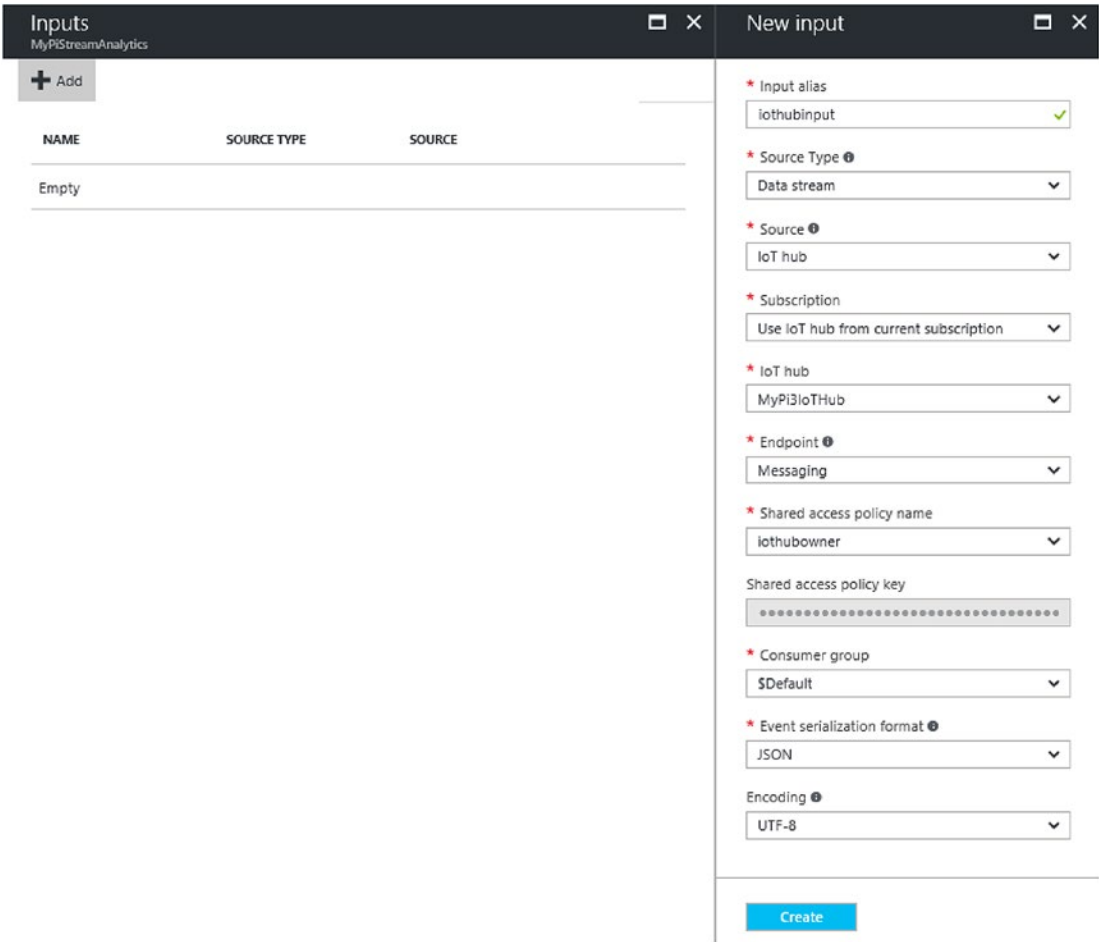 Inputs
MyPiStreamAnalytics
Add
NAME SOURCE TYPE SOURCE
Empty
New input
* Input alias
iothubinput
* Source Type
Data stream
* Source
IoT hub
* Subscription
Use IoT hub from current subscription
* IoT hub
MyPi3IoTHub
* Endpoint
Messaging
* Shared access policy name
iothubowner
Shared access policy key
* Consumer group
$Default
* Event serialization format
JSON
Encoding
UTF-8
Create